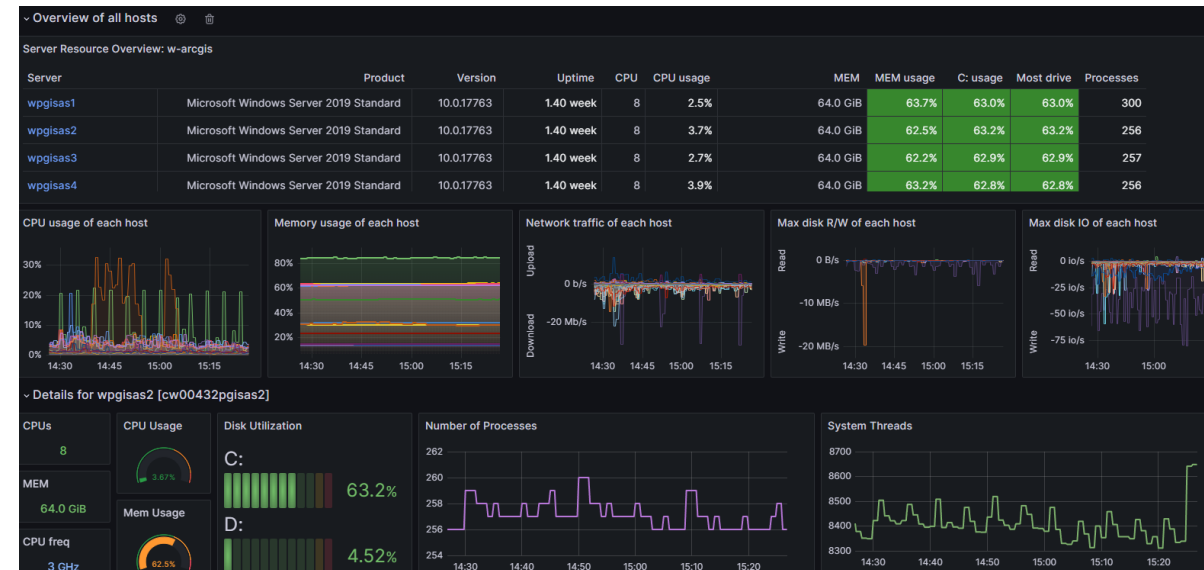 Overview of all hosts
Server Resource Overview: w-arcgis
Server Product Version Uptime CPU CPU usage MEM MEM usage C: usage Most drive Processes
wpgisas1 Microsoft Windows Server 2019 Standard 10.0.17763 1.40 week 8 2.5% 64.0 GiB 63.7% 63.0% 63.0% 300
wpgisas2 Microsoft Windows Server 2019 Standard 10.0.17763 1.40 week 8 3.7% 64.0 GiB 62.5% 63.2% 63.2% 256
wpgisas3 Microsoft Windows Server 2019 Standard 10.0.17763 1.40 week 8 2.7% 64.0 GiB 62.2% 62.9% 62.9% 257
wpgisas4 Microsoft Windows Server 2019 Standard 10.0.17763 1.40 week 8 3.9% 64.0 GiB 63.2% 62.8% 62.8% 256
CPU usage of each host
30%
20%
10%
0%
14:30 14:45 15:00 15:15
Memory usage of each host
80%
60%
40%
20%
14:30 14:45 15:00 15:15
Network traffic of each host
Upload
Download
0 b/s
-20 Mb/s
14:30 14:45 15:00 15:15
Max disk R/W of each host
Read
Write
0 B/s
-10 MB/s
-20 MB/s
14:30 14:45 15:00 15:15
Max disk IO of each host
Read
Write
0 io/s
-25 io/s
-50 io/s
-75 io/s
14:30 15:00
Details for wpgisas2 [cw00432pgisas2]
CPUs
8
MEM
64.0 GiB
CPU freq
3 GHz
CPU Usage
3.67%
Mem Usage
62.5%
Disk Utilization
C:
63.2%
D:
4.52%
Number of Processes
262
260
258
256
254
14:30 14:40 14:50 15:00 15:10 15:20
System Threads
8700
8600
8500
8400
8300
14:30 14:40 14:50 15:00 15:10 15:20